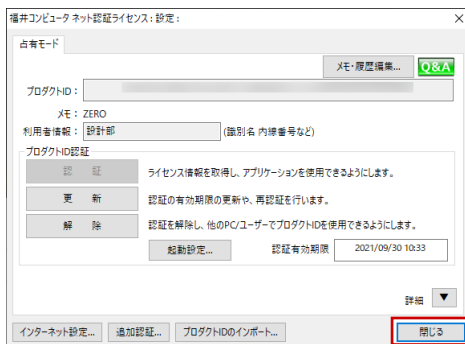 福井コンピュータ ネット認証ライセンス：設定：
占有モード
メモ・履歴編集... Q&A
プロダクトID：
メモ： ZERO
利用者情報： 設計部 (識別名 内線番号など)
プロダクトID認証
認　証 ライセンス情報を取得し、アプリケーションを使用できるようにします。
更　新 認証の有効期限の更新や、再認証を行います。
解　除 認証を解除し、他のPC/ユーザーでプロダクトIDを使用できるようにします。
起動設定... 認証有効期限 2021/09/30 10:33
詳細 ▼
インターネット設定... 追加認証... プロダクトIDのインポート... 閉じる